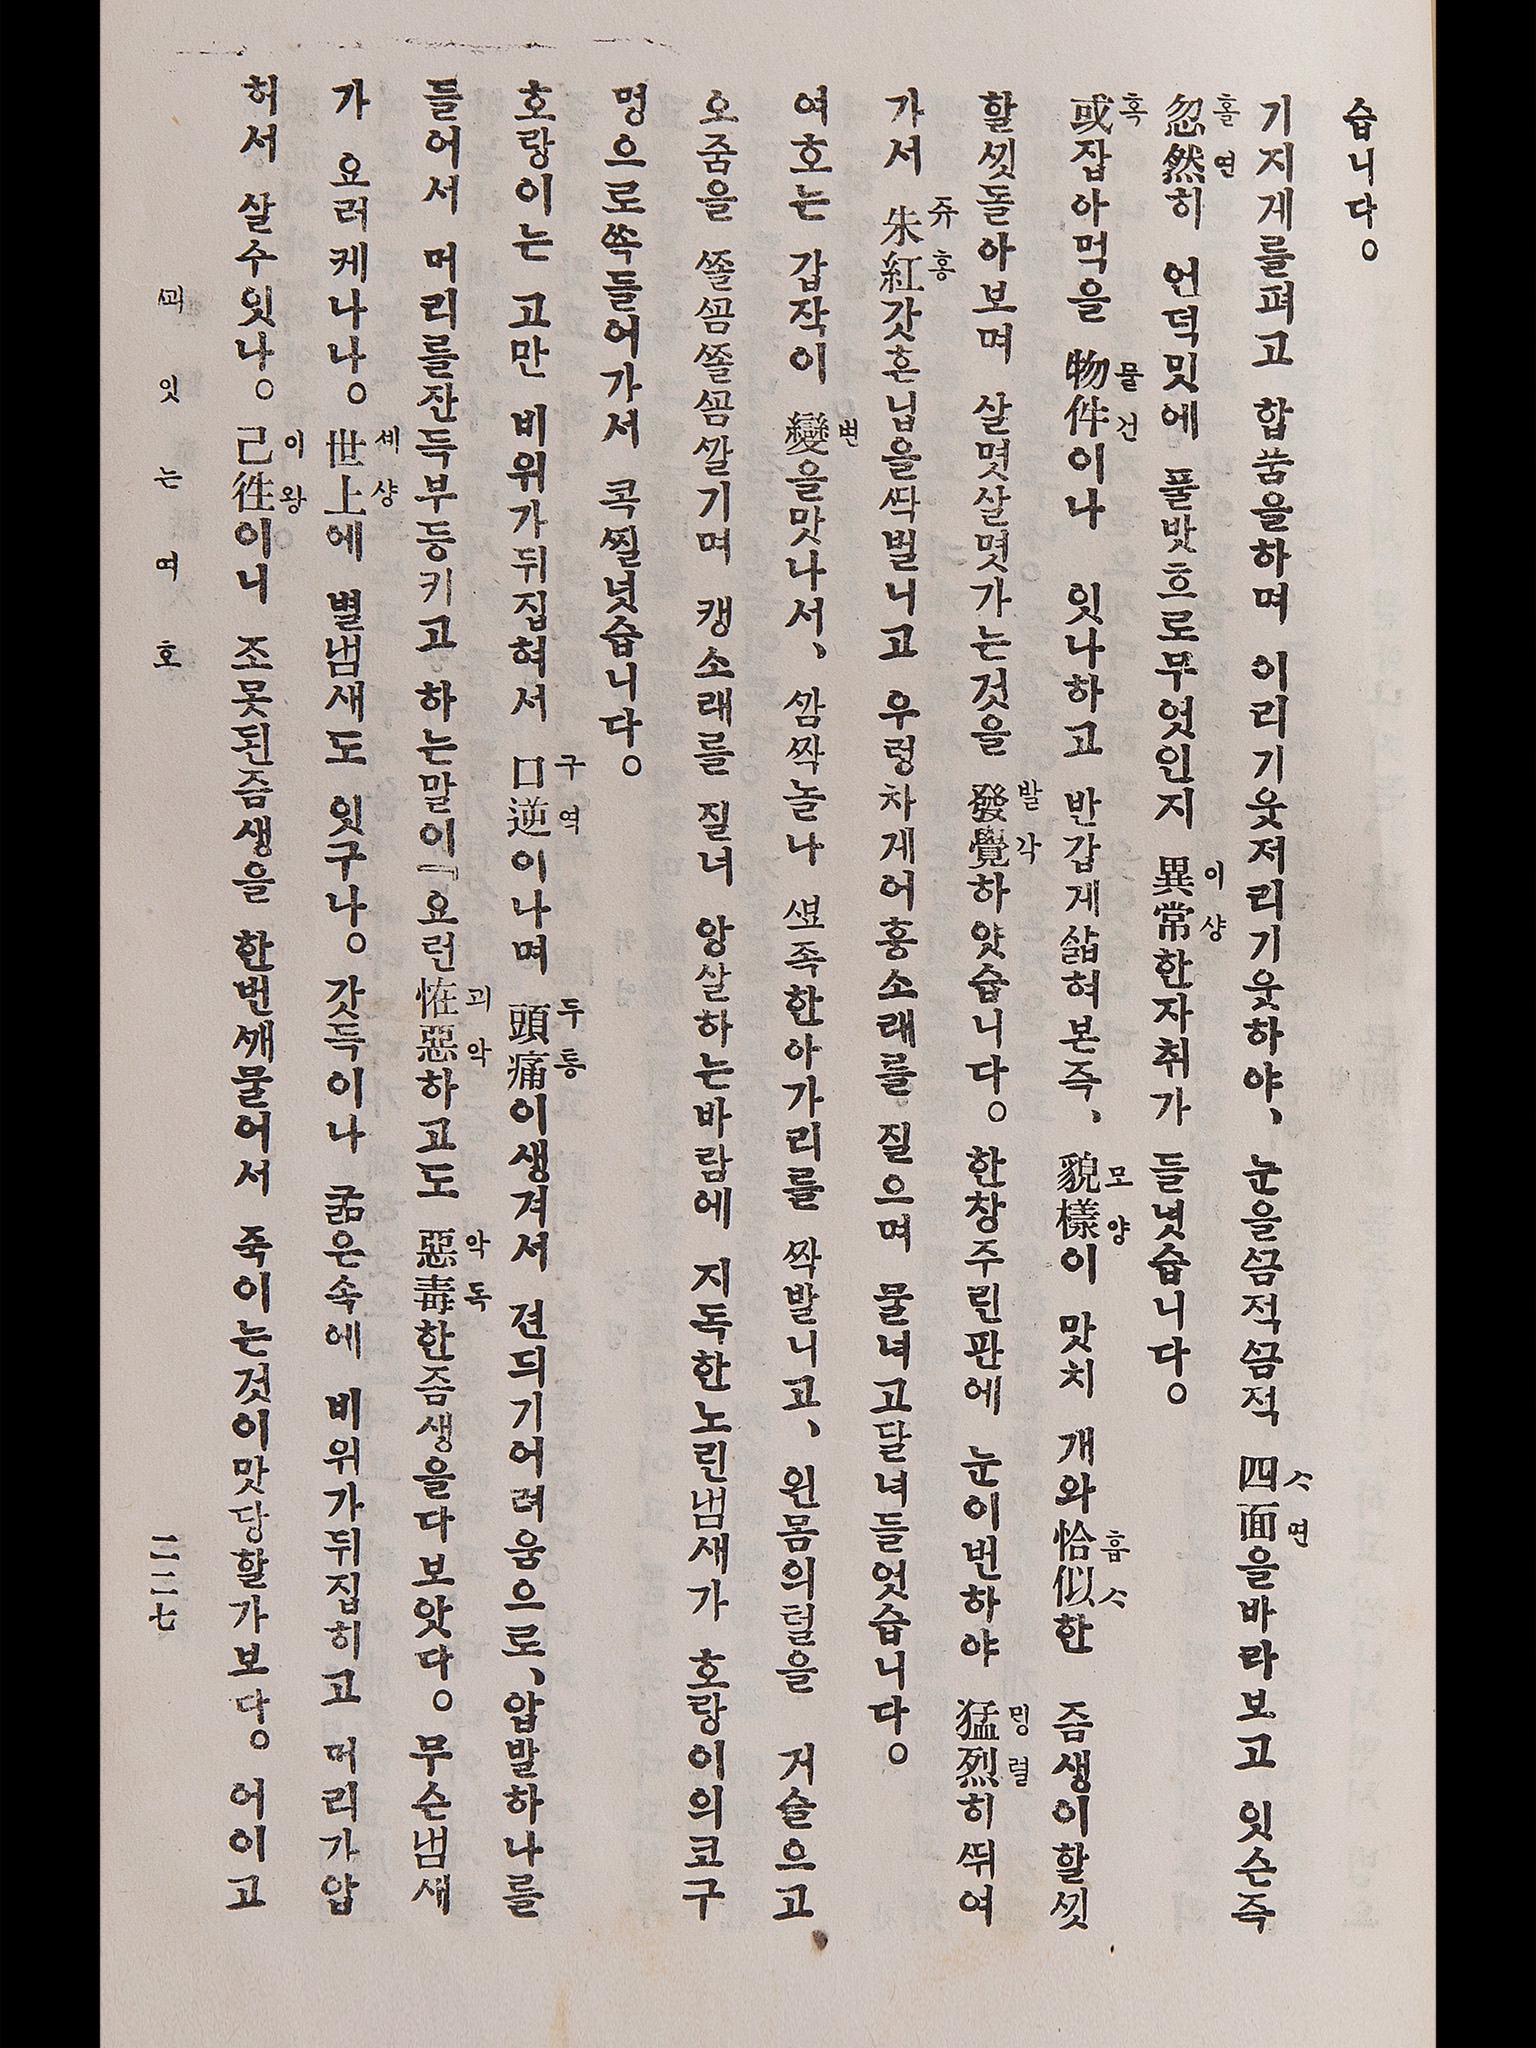 습니다。
기지게를펴고 합품을하며 이리기웃저리기웃하야、 눈을끔적끔적 四面을바라보고 잇슨즉
忽然히 언덕밋에 풀밧흐로무엇인지 異常한자취가 들녓습니다。
或잡아먹을 物件이나 잇나하고 반갑게삷혀본즉、 貌樣이 맛치 개와恰似한 즘생이할낏
할낏돌아보며 살몃살몃가는것을 發覺하얏습니다。한창주린판에 눈이번하야 猛烈히뛰여
가서 朱紅갓흔닙을딱벌니고 우렁차게어흥소래를 질으며 물녀고달녀들엇습니다。
여호는 갑작이 變을맛나서、 깜짝놀나 뾰족한아가리를 짝발니고、 왼몸의털을 거슬으고
오줌을 쫄끔쫄끔깔기며 캥소래를 질너 앙살하는바람에 지독한노린냄새가 호랑이의코구
멍으로쏙들어가서 콕찔넛습니다。
호랑이는 고만 비위가뒤집혀서 口逆이나며 頭痛이생겨서 견듸기어려움으로、압발하나를
들어서 머리를잔득부등키고 하는말이『요런怪惡하고도 惡毒한즘생을다보앗다。무슨냄새
가 요러케나나。世上에 별냄새도 잇구나。갓득이나 굶은속에 비위가뒤집히고 머리가압
허서 살수잇나。已往이니 조못된즘생을 한번깨물어서 죽이는것이맛당할가보다。어이고
꾀잇는여호
二二七
홀연
혹
물건
이샹
ᄉ면
모양
흡ᄉ
발각
맹렬
쥬홍
변
구역
두통
괴악
악독
세샹
이왕